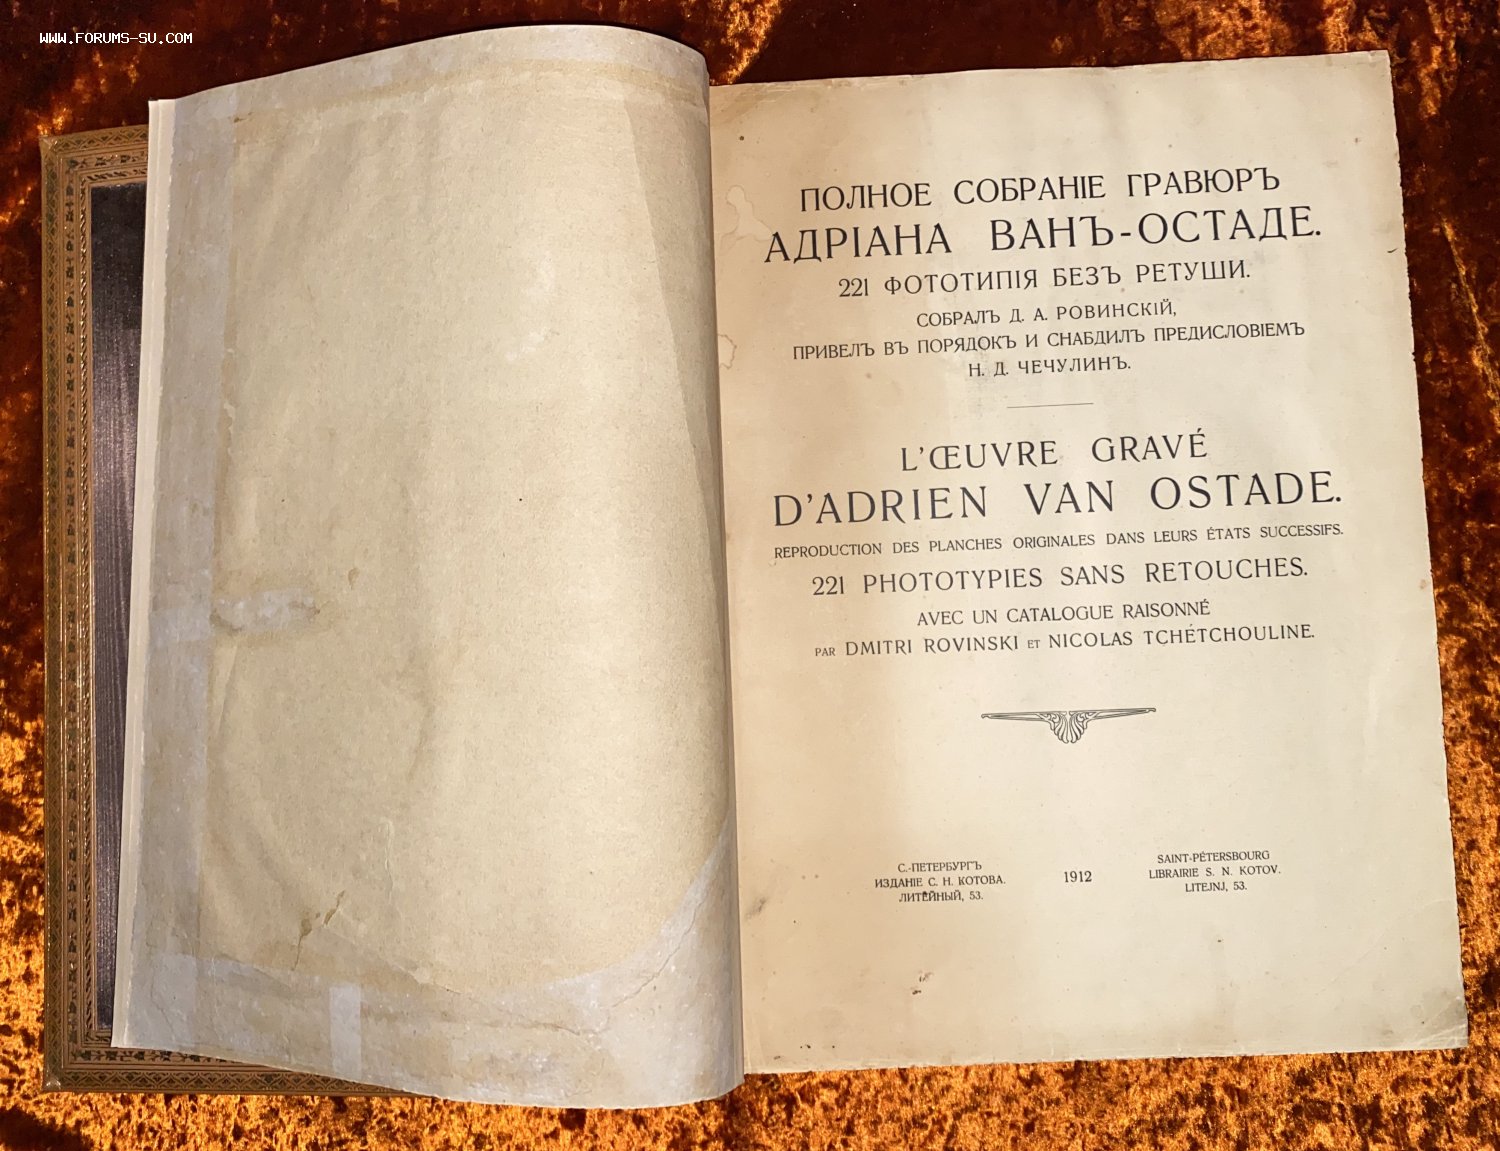 WWW.FORUMS-SU.COM
ПОЛНОЕ СОБРАНІЕ ГРАВЮРЪ
АДРІАНА ВАНЪ-ОСТАДЕ.
221 ФОТОТИПІЯ БЕЗЪ РЕТУШИ.
СОБРАЛЪ Д. А. РОВИНСКІЙ,
ПРИВЕЛЪ ВЪ ПОРЯДОКЪ И СНАБДИЛЪ ПРЕДИСЛОВІЕМЪ
Н. Д. ЧЕЧУЛИНЪ.
L'ŒUVRE GRAVÉ
D'ADRIEN VAN OSTADE.
REPRODUCTION DES PLANCHES ORIGINALES DANS LEURS ÉTATS SUCCESSIFS.
221 PHOTOTYPIES SANS RETOUCHES.
AVEC UN CATALOGUE RAISONNÉ
PAR DMITRI ROVINSKI ET NICOLAS TCHÉTCHOULINE.
С.-ПЕТЕРБУРГЪ
ИЗДАНІЕ С. Н. КОТОВА.
ЛИТЕЙНЫЙ, 53.
1912
SAINT-PÉTERSBOURG
LIBRAIRIE S. N. KOTOV.
LITEJNJ, 53.